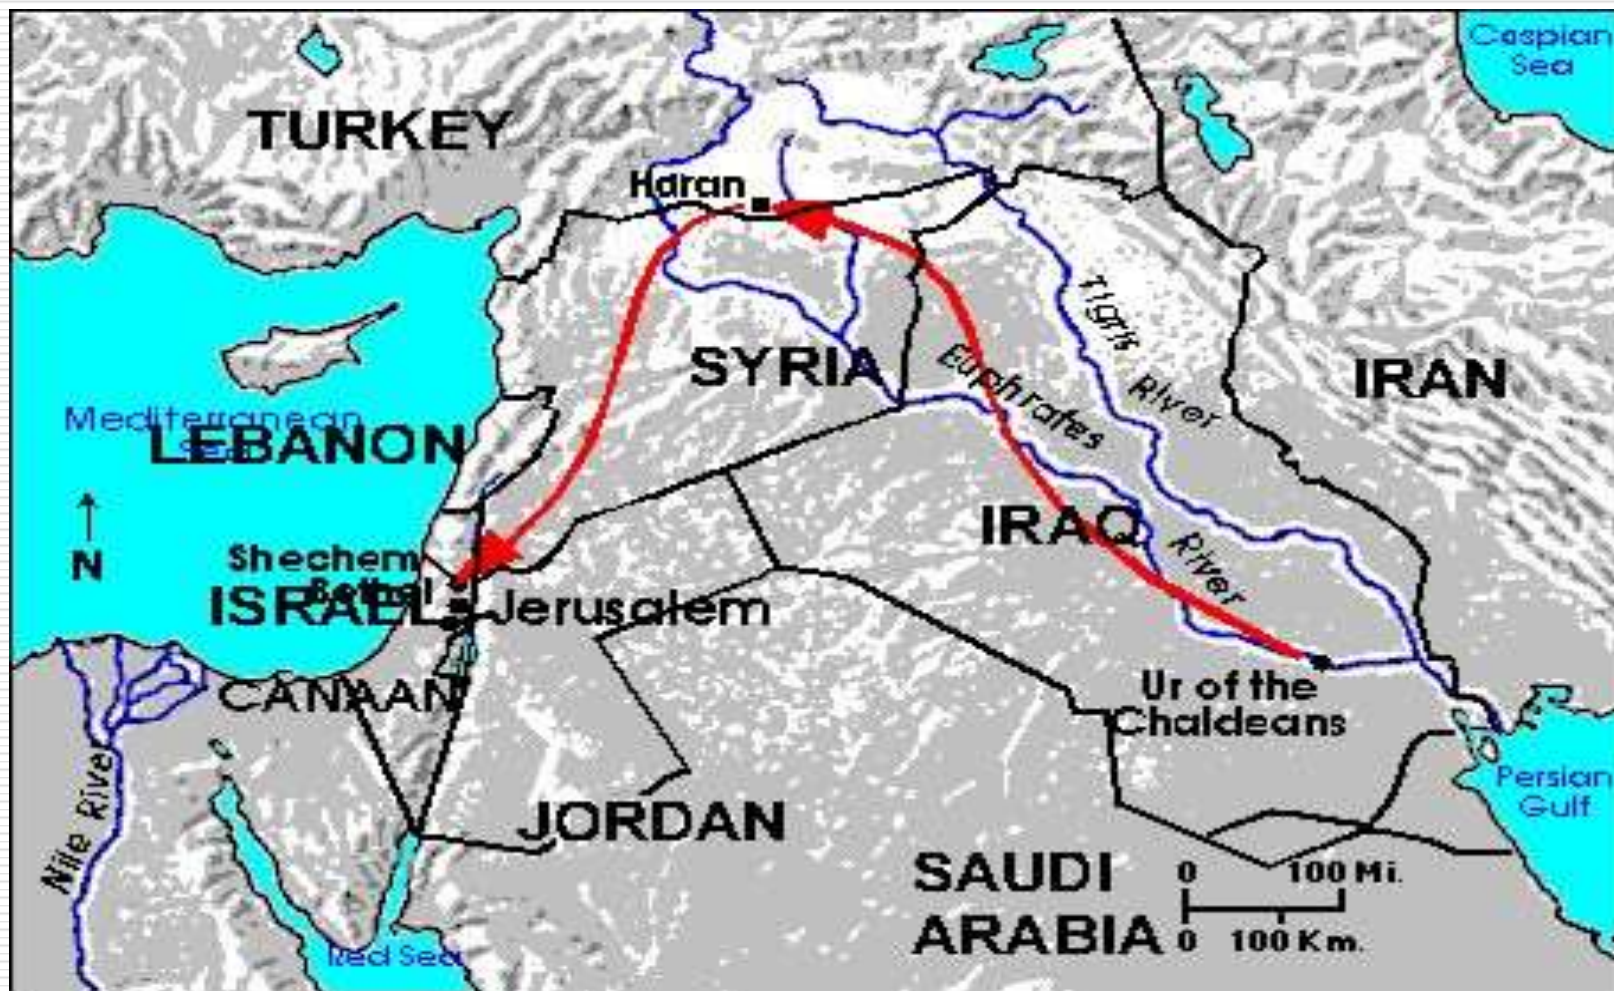 Caspian
Sea
TURKEY
Haran
Tigris
River
SYRIA
Euphrates
River
IRAN
Mediterranean
Sea
LEBANON
IRAQ
N
Shechem
Bethel
ISRAEL
Jerusalem
CANAAN
Ur of the
Chaldeans
Nile River
Persian
Gulf
JORDAN
SAUDI
ARABIA
0 100 Mi.
0 100 Km.
Red Sea